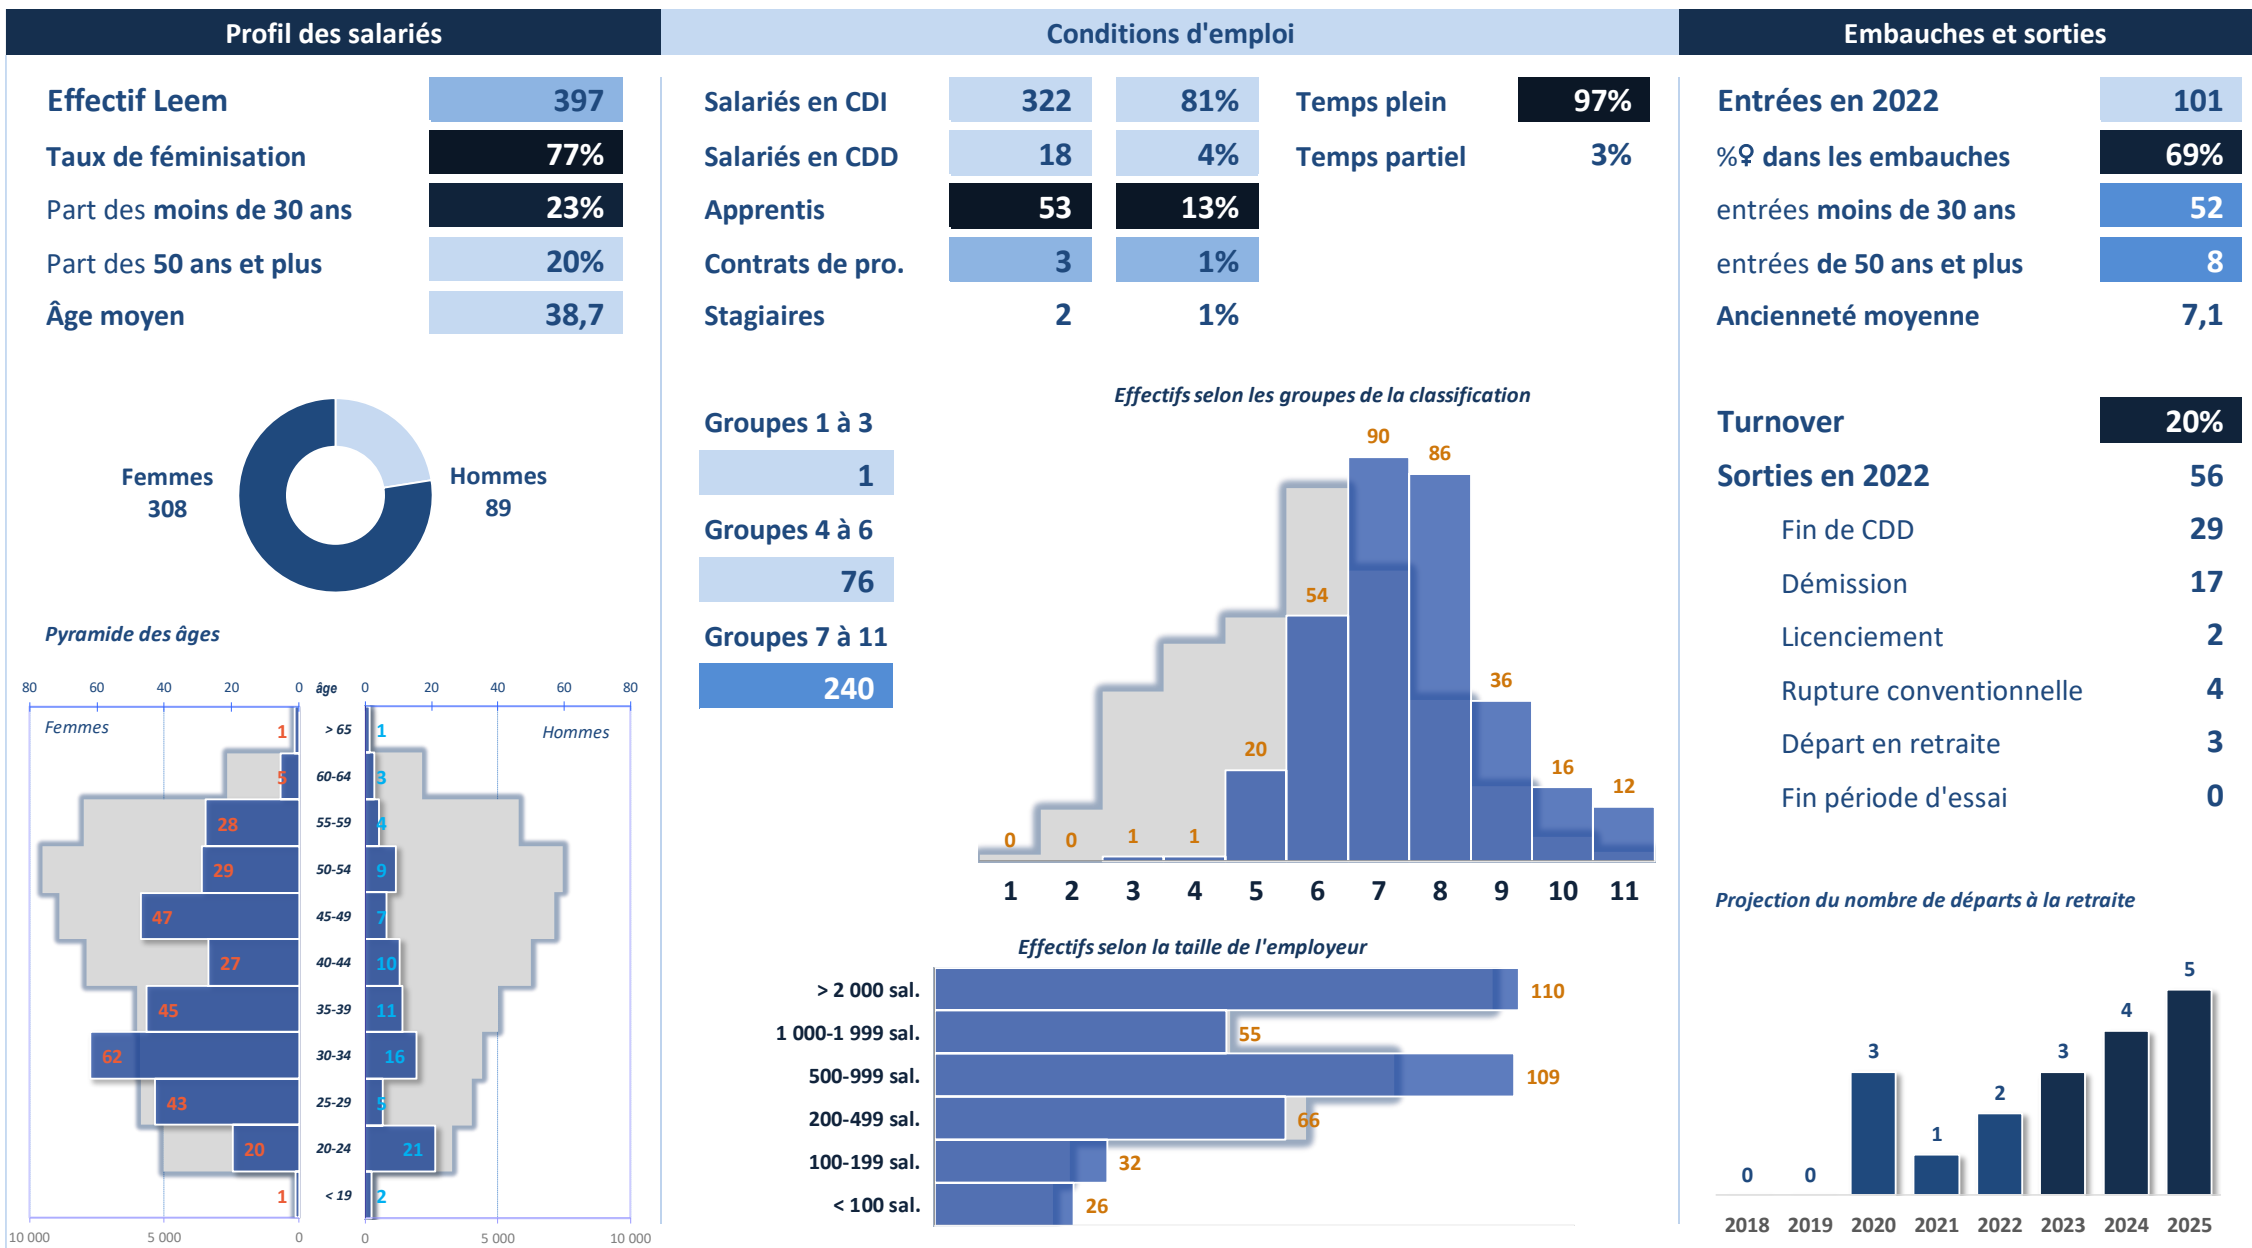 Profil des salariés
Effectif Leem 397
Taux de féminisation 77%
Part des moins de 30 ans 23%
Part des 50 ans et plus 20%
Âge moyen 38,7
Femmes
308
Hommes
89
Pyramide des âges
80 60 40 20 0 âge 0 20 40 60 80
Femmes Hommes
1 > 65 1
5 60-64 3
28 55-59 4
29 50-54 9
47 45-49 7
27 40-44 10
45 35-39 11
62 30-34 16
43 25-29 5
20 20-24 21
1 < 19 2
10 000 5 000 0 0 5 000 10 000
Conditions d'emploi
Salariés en CDI 322 81%
Salariés en CDD 18 4%
Apprentis 53 13%
Contrats de pro. 3 1%
Stagiaires 2 1%
Temps plein 97%
Temps partiel 3%
Groupes 1 à 3
1
Groupes 4 à 6
76
Groupes 7 à 11
240
Effectifs selon les groupes de la classification
0 0 1 1 20 54 90 86 36 16 12
1 2 3 4 5 6 7 8 9 10 11
Effectifs selon la taille de l'employeur
> 2 000 sal. 110
1 000-1 999 sal. 55
500-999 sal. 109
200-499 sal. 66
100-199 sal. 32
< 100 sal. 26
Embauches et sorties
Entrées en 2022 101
%♀ dans les embauches 69%
entrées moins de 30 ans 52
entrées de 50 ans et plus 8
Ancienneté moyenne 7,1
Turnover 20%
Sorties en 2022 56
Fin de CDD 29
Démission 17
Licenciement 2
Rupture conventionnelle 4
Départ en retraite 3
Fin période d'essai 0
Projection du nombre de départs à la retraite
0 0 3 1 2 3 4 5
2018 2019 2020 2021 2022 2023 2024 2025